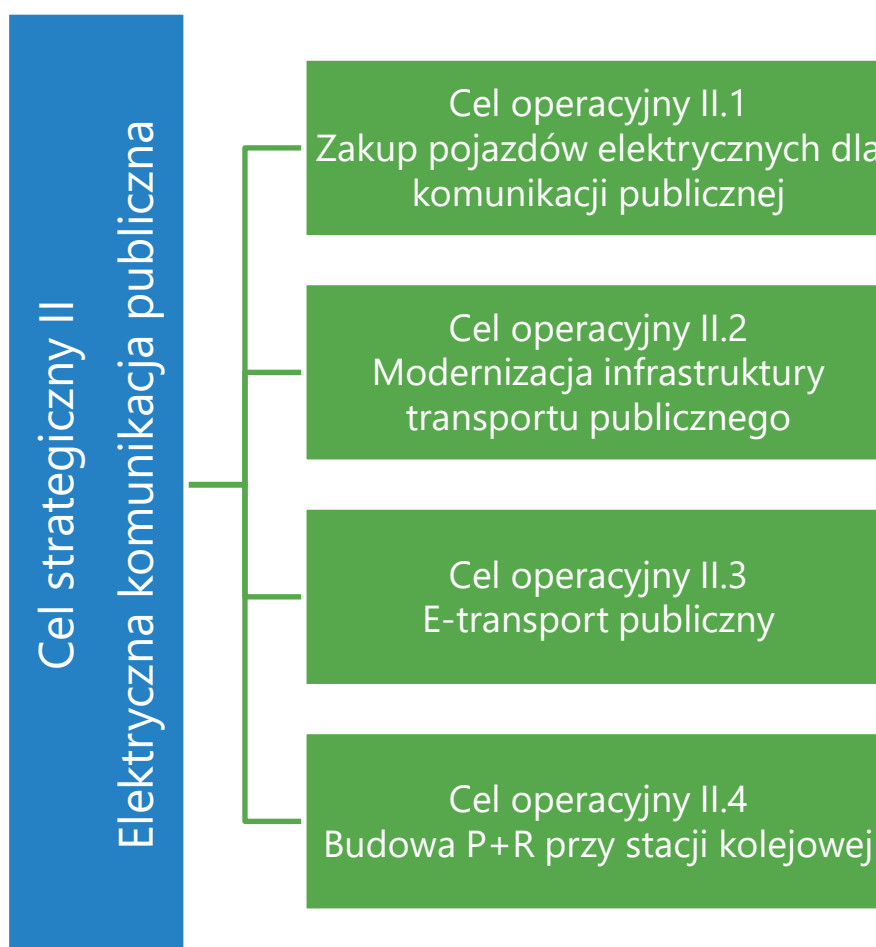 Cel strategiczny II
Elektryczna komunikacja publiczna
Cel operacyjny II.1
Zakup pojazdów elektrycznych dla
komunikacji publicznej
Cel operacyjny II.2
Modernizacja infrastruktury
transportu publicznego
Cel operacyjny II.3
E-transport publiczny
Cel operacyjny II.4
Budowa P+R przy stacji kolejowej